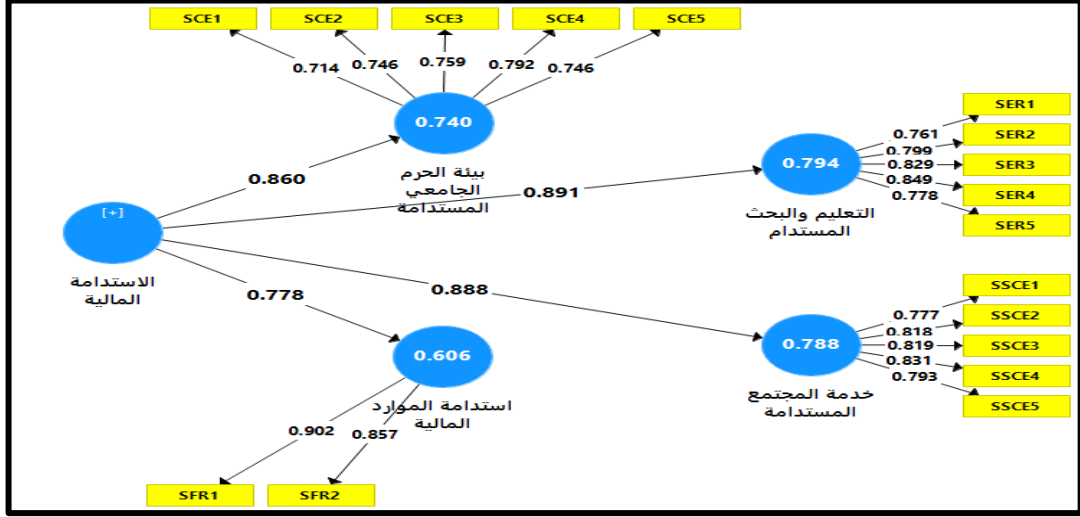 SCE1 SCE2 SCE3 SCE4 SCE5
0.714 0.746 0.759 0.792 0.746
0.740
بيئة الحرم
الجامعي
المستدامة
0.860
0.891
[+]
الاستدامة
المالية
0.778
0.888
0.606
استدامة الموارد
المالية
0.902 0.857
SFR1 SFR2
0.794
التعليم والبحث
المستدام
0.761
0.799
0.829
0.849
0.778
SER1
SER2
SER3
SER4
SER5
0.788
خدمة المجتمع
المستدامة
0.777
0.818
0.819
0.831
0.793
SSCE1
SSCE2
SSCE3
SSCE4
SSCE5